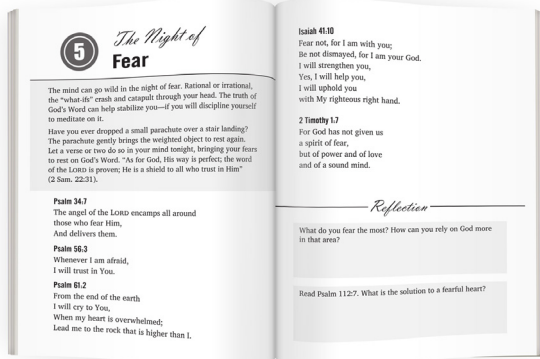 5
The Night of
Fear
The mind can go wild in the night of fear. Rational or irrational,
the "what-ifs" crash and catapult through your head. The truth of
God's Word can help stabilize you—if you will discipline yourself
to meditate on it.
Have you ever dropped a small parachute over a stair landing?
The parachute gently brings the weighted object to rest again.
Let a verse or two do so in your mind tonight, bringing your fears
to rest on God's Word. "As for God, His way is perfect; the word
of the LORD is proven; He is a shield to all who trust in Him"
(2 Sam. 22:31).
Psalm 34:7
The angel of the LORD encamps all around
those who fear Him,
And delivers them.
Psalm 56:3
Whenever I am afraid,
I will trust in You.
Psalm 61:2
From the end of the earth
I will cry to You,
When my heart is overwhelmed;
Lead me to the rock that is higher than I.
Isaiah 41:10
Fear not, for I am with you;
Be not dismayed, for I am your God.
I will strengthen you,
Yes, I will help you,
I will uphold you
with My righteous right hand.
2 Timothy 1:7
For God has not given us
a spirit of fear,
but of power and of love
and of a sound mind.
Reflection
What do you fear the most? How can you rely on God more
in that area?
Read Psalm 112:7. What is the solution to a fearful heart?